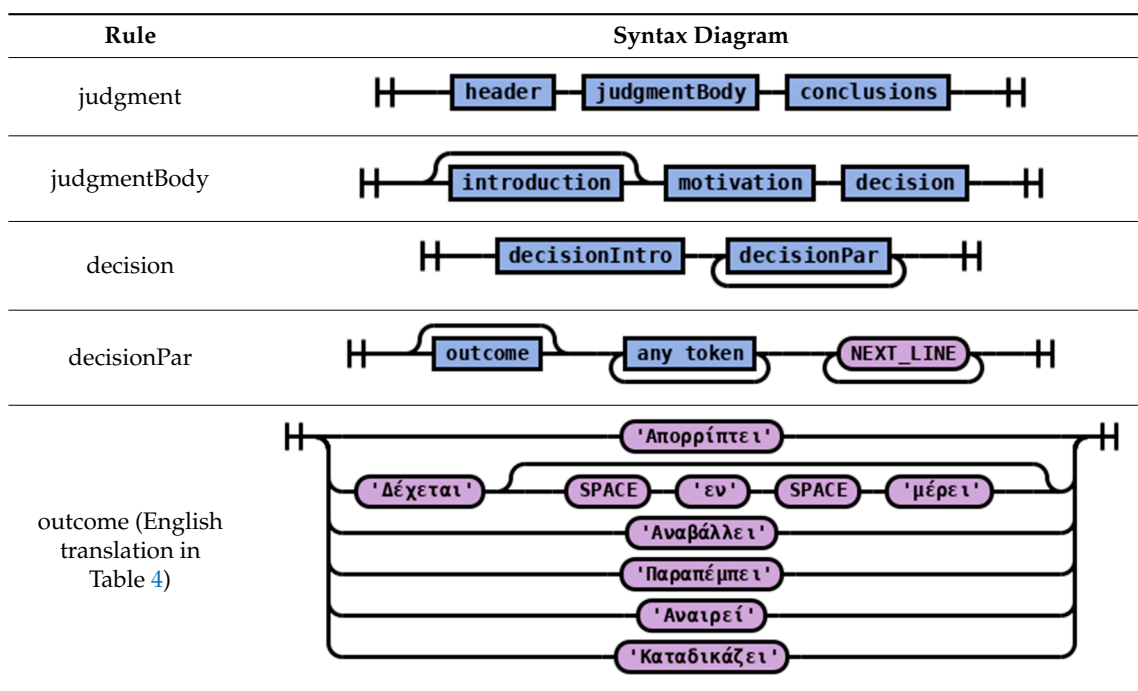 Rule Syntax Diagram
judgment header judgmentBody conclusions
judgmentBody introduction motivation decision
decision decisionIntro decisionPar
decisionPar outcome any token NEXT_LINE
'Απορρίπτει'
'Δέχεται' SPACE 'εν' SPACE 'μέρει'
outcome (English
translation in
Table 4)
'Αναβάλλει'
'Παραπέμπει'
'Αναιρεί'
'Καταδικάζει'